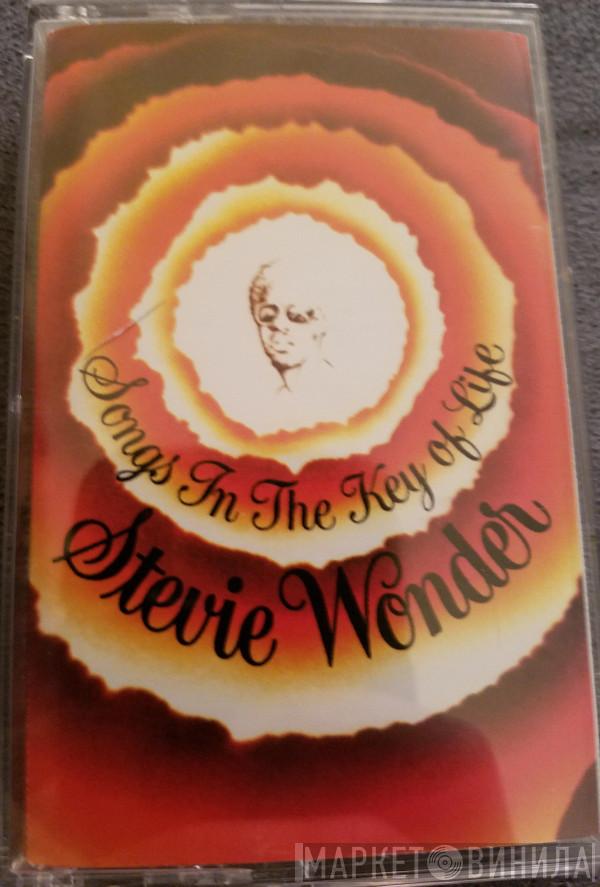 Songs In The Key of Life
Stevie Wonder
МАРКЕТ ВИНИЛА